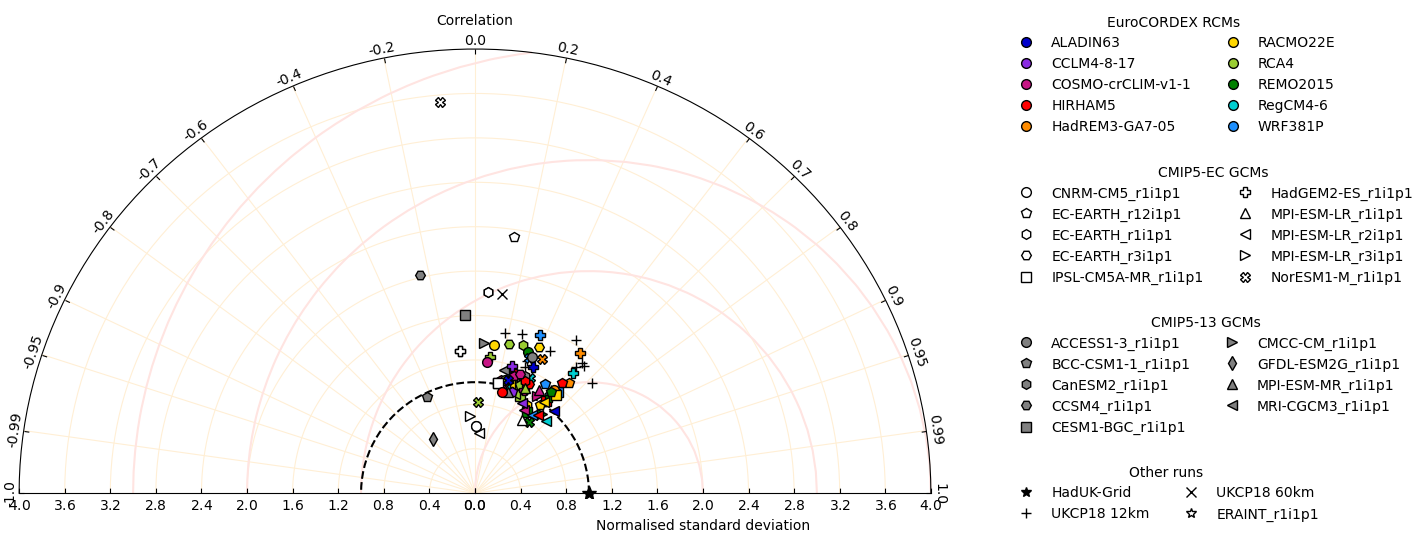 Correlation
0.0
-0.2
0.2
-0.4
0.4
-0.6
0.6
-0.7
0.7
-0.8
0.8
-0.9
0.9
-0.95
0.95
-0.99
0.99
1.0
1.0
4.0 3.6 3.2 2.8 2.4 2.0 1.6 1.2 0.8 0.4 0.0 0.4 0.8 1.2 1.6 2.0 2.4 2.8 3.2 3.6 4.0
Normalised standard deviation
EuroCORDEX RCMs
ALADIN63 RACMO22E
CCLM4-8-17 RCA4
COSMO-crCLIM-v1-1 REMO2015
HIRHAM5 RegCM4-6
HadREM3-GA7-05 WRF381P
CMIP5-EC GCMs
CNRM-CM5_r1i1p1 HadGEM2-ES_r1i1p1
EC-EARTH_r12i1p1 MPI-ESM-LR_r1i1p1
EC-EARTH_r1i1p1 MPI-ESM-LR_r2i1p1
EC-EARTH_r3i1p1 MPI-ESM-LR_r3i1p1
IPSL-CM5A-MR_r1i1p1 NorESM1-M_r1i1p1
CMIP5-13 GCMs
ACCESS1-3_r1i1p1 CMCC-CM_r1i1p1
BCC-CSM1-1_r1i1p1 GFDL-ESM2G_r1i1p1
CanESM2_r1i1p1 MPI-ESM-MR_r1i1p1
CCSM4_r1i1p1 MRI-CGCM3_r1i1p1
CESM1-BGC_r1i1p1
Other runs
HadUK-Grid UKCP18 60km
UKCP18 12km ERAINT_r1i1p1